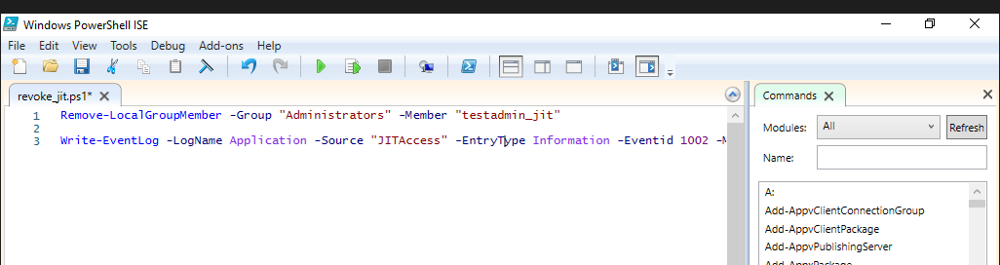 Windows PowerShell ISE
File Edit View Tools Debug Add-ons Help
revoke_jit.ps1*
1 Remove-LocalGroupMember -Group "Administrators" -Member "testadmin_jit"
2
3 Write-EventLog -LogName Application -Source "JITAccess" -EntryType Information -Eventid 1002 -M
Commands
Modules: All Refresh
Name:
A:
Add-AppvClientConnectionGroup
Add-AppvClientPackage
Add-AppvPublishingServer
Add-AppxPackage